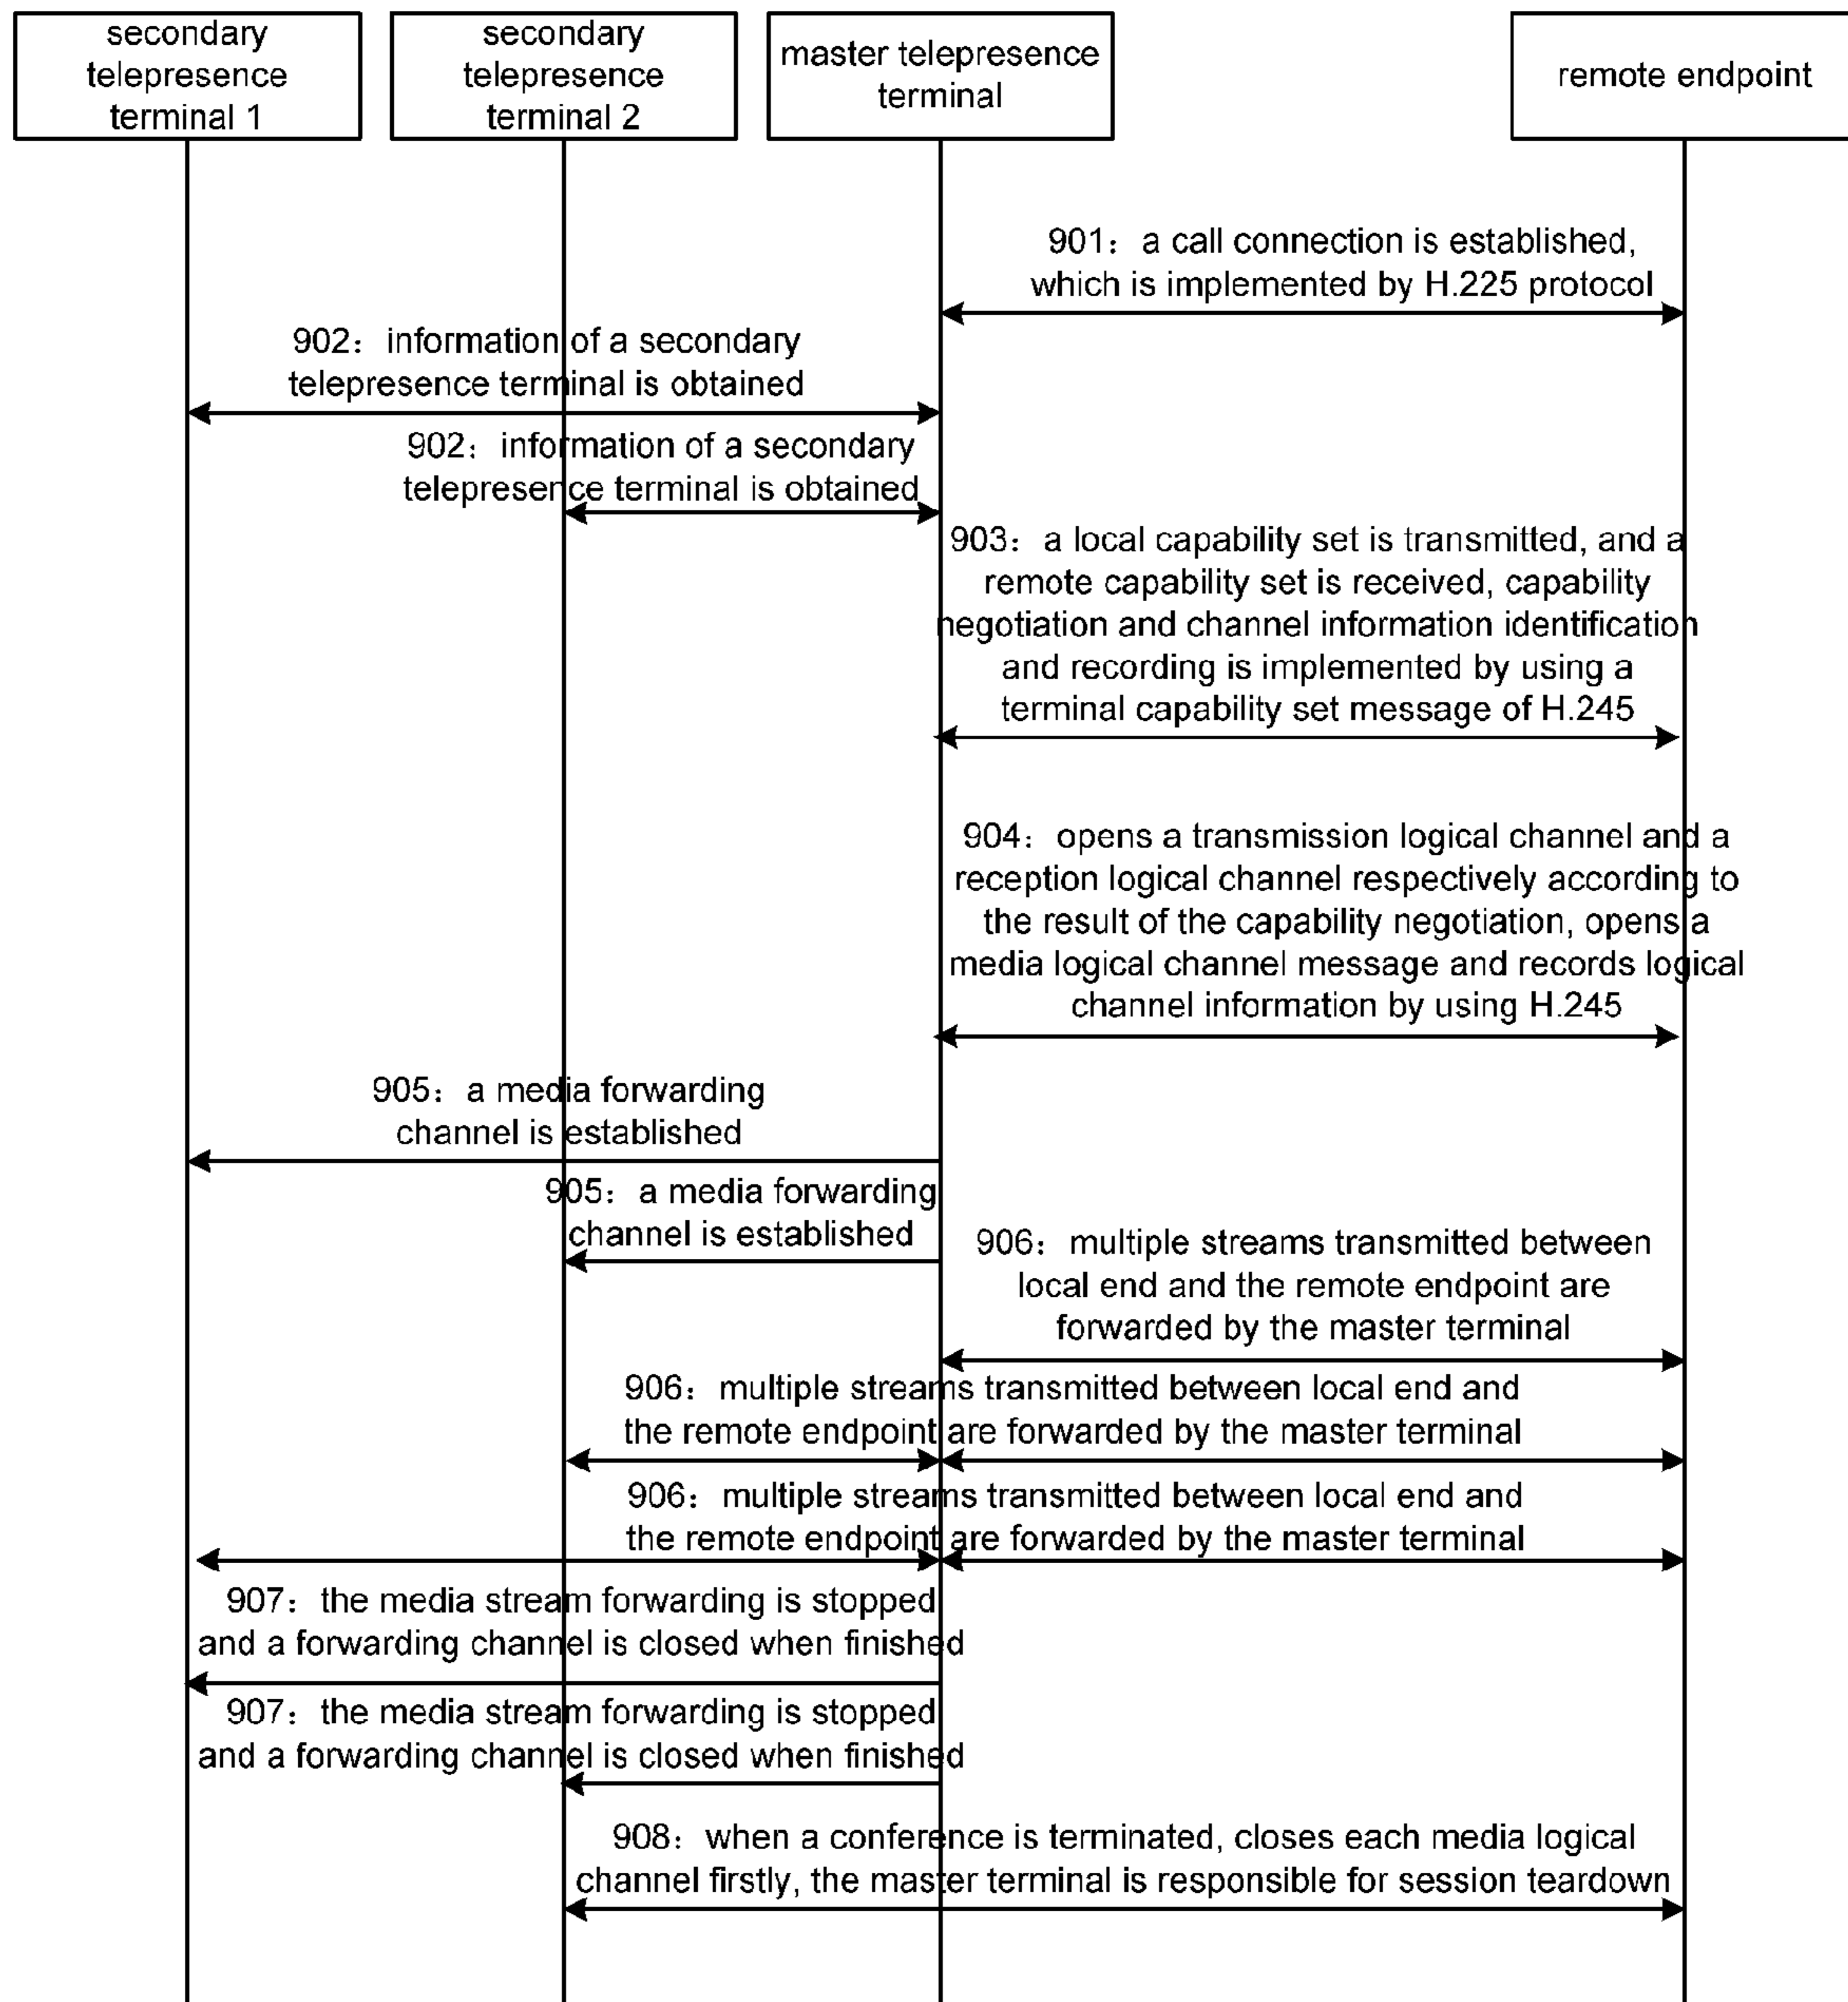 secondary
telepresence
terminal 1
secondary
telepresence
terminal 2
master telepresence
terminal
remote endpoint
901：a call connection is established,
which is implemented by H.225 protocol
902：information of a secondary
telepresence terminal is obtained
902：information of a secondary
telepresence terminal is obtained
903：a local capability set is transmitted, and a
remote capability set is received, capability
negotiation and channel information identification
and recording is implemented by using a
terminal capability set message of H.245
904：opens a transmission logical channel and a
reception logical channel respectively according to
the result of the capability negotiation, opens a
media logical channel message and records logical
channel information by using H.245
905：a media forwarding
channel is established
905：a media forwarding
channel is established
906：multiple streams transmitted between
local end and the remote endpoint are
forwarded by the master terminal
906：multiple streams transmitted between local end and
the remote endpoint are forwarded by the master terminal
906：multiple streams transmitted between local end and
the remote endpoint are forwarded by the master terminal
907：the media stream forwarding is stopped
and a forwarding channel is closed when finished
907：the media stream forwarding is stopped
and a forwarding channel is closed when finished
908：when a conference is terminated, closes each media logical
channel firstly, the master terminal is responsible for session teardown